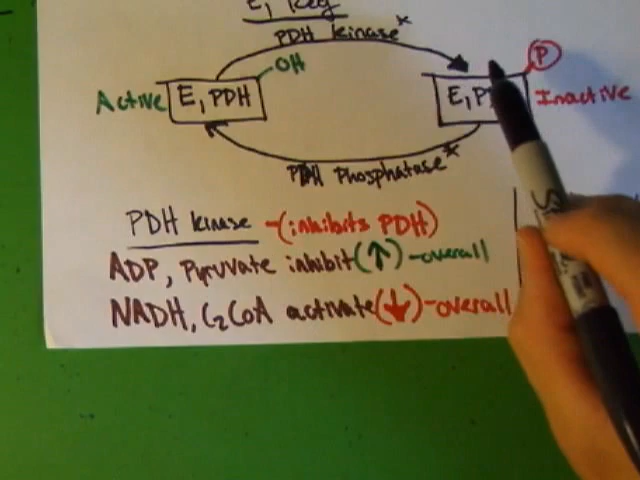 E, Reg
PDH kinase*
OH
P
Active
E, PDH
E, P
Inactive
PDH Phosphatase*
PDH kinase -(inhibits PDH)
ADP, Pyruvate inhibit(↑)-overall
NADH, C₂CoA activate(↓)-overall